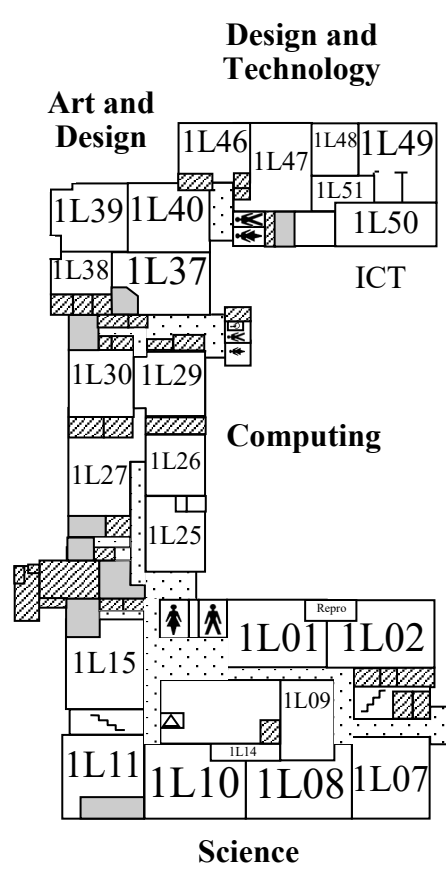 Design and
Technology
Art and
Design
1L46
1L47
1L48
1L49
1L51
1L50
1L39
1L40
ICT
1L38
1L37
1L30
1L29
Computing
1L27
1L26
1L25
Repro
1L01
1L02
1L15
1L09
1L14
1L11
1L10
1L08
1L07
Science